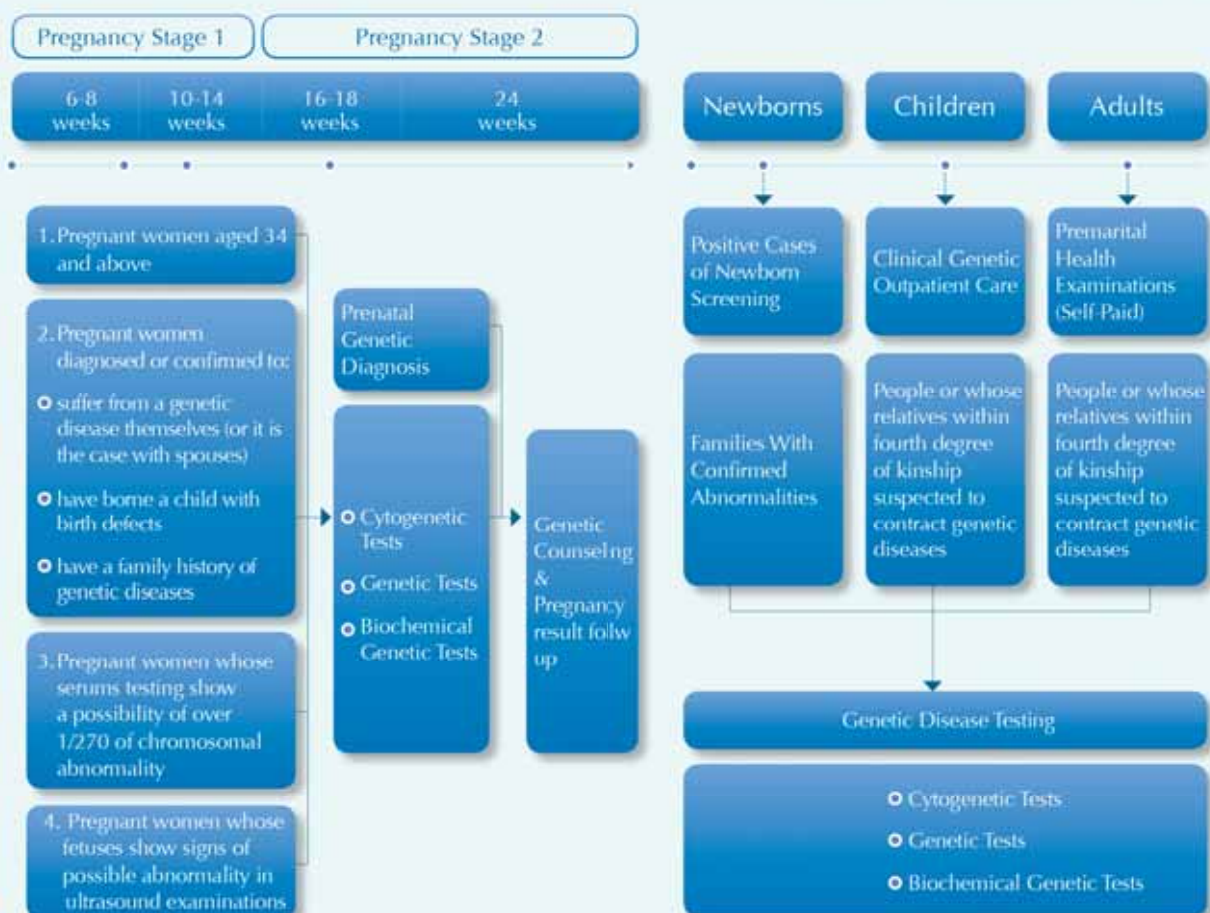 Pregnancy Stage 1
Pregnancy Stage 2
6-8
weeks
10-14
weeks
16-18
weeks
24
weeks
1. Pregnant women aged 34
and above
2. Pregnant women
diagnosed or confirmed to:
suffer from a genetic
disease themselves (or it is
the case with spouses)
have borne a child with
birth defects
have a family history of
genetic diseases
3. Pregnant women whose
serums testing show
a possibility of over
1/270 of chromosomal
abnormality
4. Pregnant women whose
fetuses show signs of
possible abnormality in
ultrasound examinations
Prenatal
Genetic
Diagnosis
Cytogenetic
Tests
Genetic Tests
Biochemical
Genetic Tests
Genetic
Counseling
&
Pregnancy
result follw
up
Newborns
Children
Adults
Positive Cases
of Newborn
Screening
Clinical Genetic
Outpatient Care
Premarital
Health
Examinations
(Self-Paid)
Families With
Confirmed
Abnormalities
People or whose
relatives within
fourth degree
of kinship
suspected to
contract genetic
diseases
People or whose
relatives within
fourth degree
of kinship
suspected to
contract genetic
diseases
Genetic Disease Testing
Cytogenetic Tests
Genetic Tests
Biochemical Genetic Tests